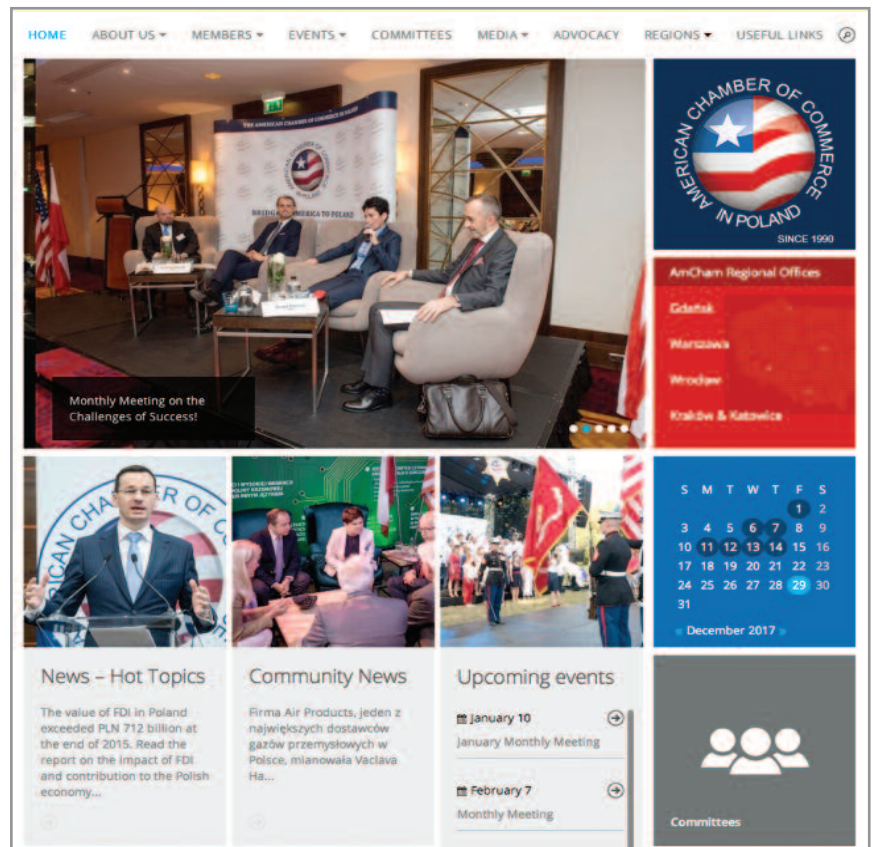 HOME ABOUT US MEMBERS EVENTS COMMITTEES MEDIA ADVOCACY REGIONS USEFUL LINKS
THE AMERICAN CHAMBER OF COMMERCE IN POLAND
AMERICAN CHAMBER OF COMMERCE
IN POLAND
AMERICA TO POLAND
Monthly Meeting on the
Challenges of Success!
AMERICAN CHAMBER OF COMMERCE
IN POLAND
SINCE 1990
AmCham Regional Offices
Gdańsk
Warszawa
Wrocław
Kraków & Katowice
S M T W T F S
1 2
3 4 5 6 7 8 9
10 11 12 13 14 15 16
17 18 19 20 21 22 23
24 25 26 27 28 29 30
31
December 2017
News – Hot Topics
The value of FDI in Poland
exceeded PLN 712 billion at
the end of 2015. Read the
report on the impact of FDI
and contribution to the Polish
economy...
Community News
Firma Air Products, jeden z
największych dostawców
gazów przemysłowych w
Polsce, mianowała Vaclava
Ha...
Upcoming events
January 10
January Monthly Meeting
February 7
Monthly Meeting
Committees